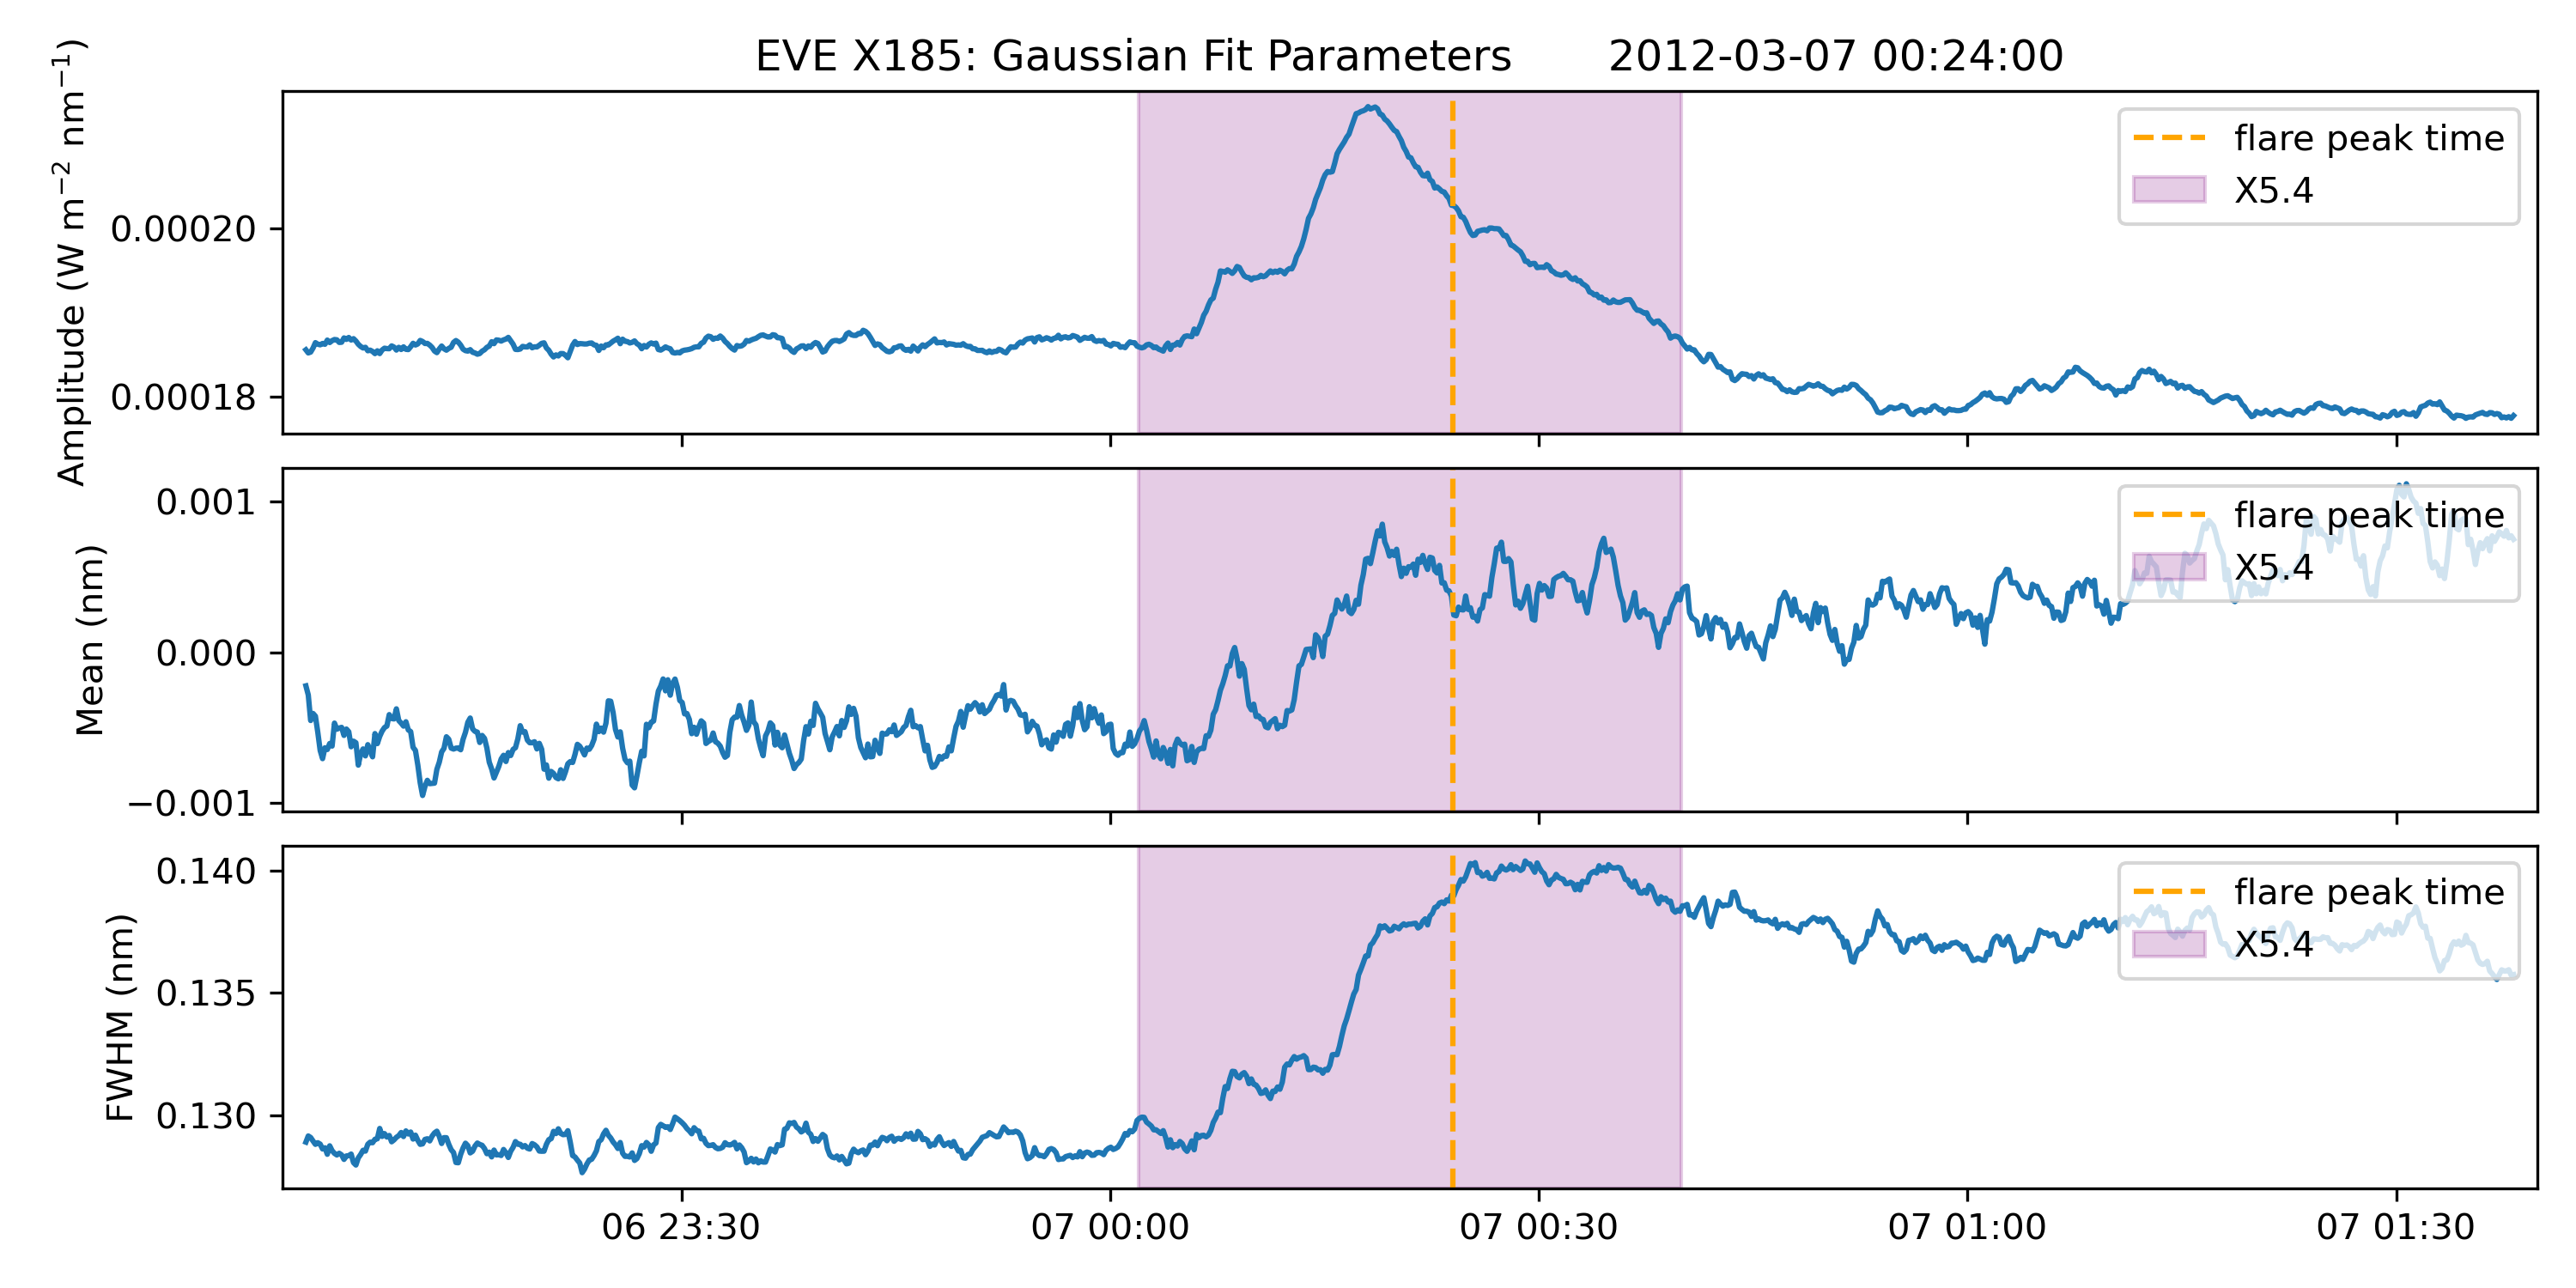 EVE X185: Gaussian Fit Parameters 2012-03-07 00:24:00
Amplitude (W m⁻² nm⁻¹)
0.00020
0.00018
flare peak time
X5.4
Mean (nm)
0.001
0.000
−0.001
flare peak time
X5.4
FWHM (nm)
0.140
0.135
0.130
flare peak time
X5.4
06 23:30
07 00:00
07 00:30
07 01:00
07 01:30